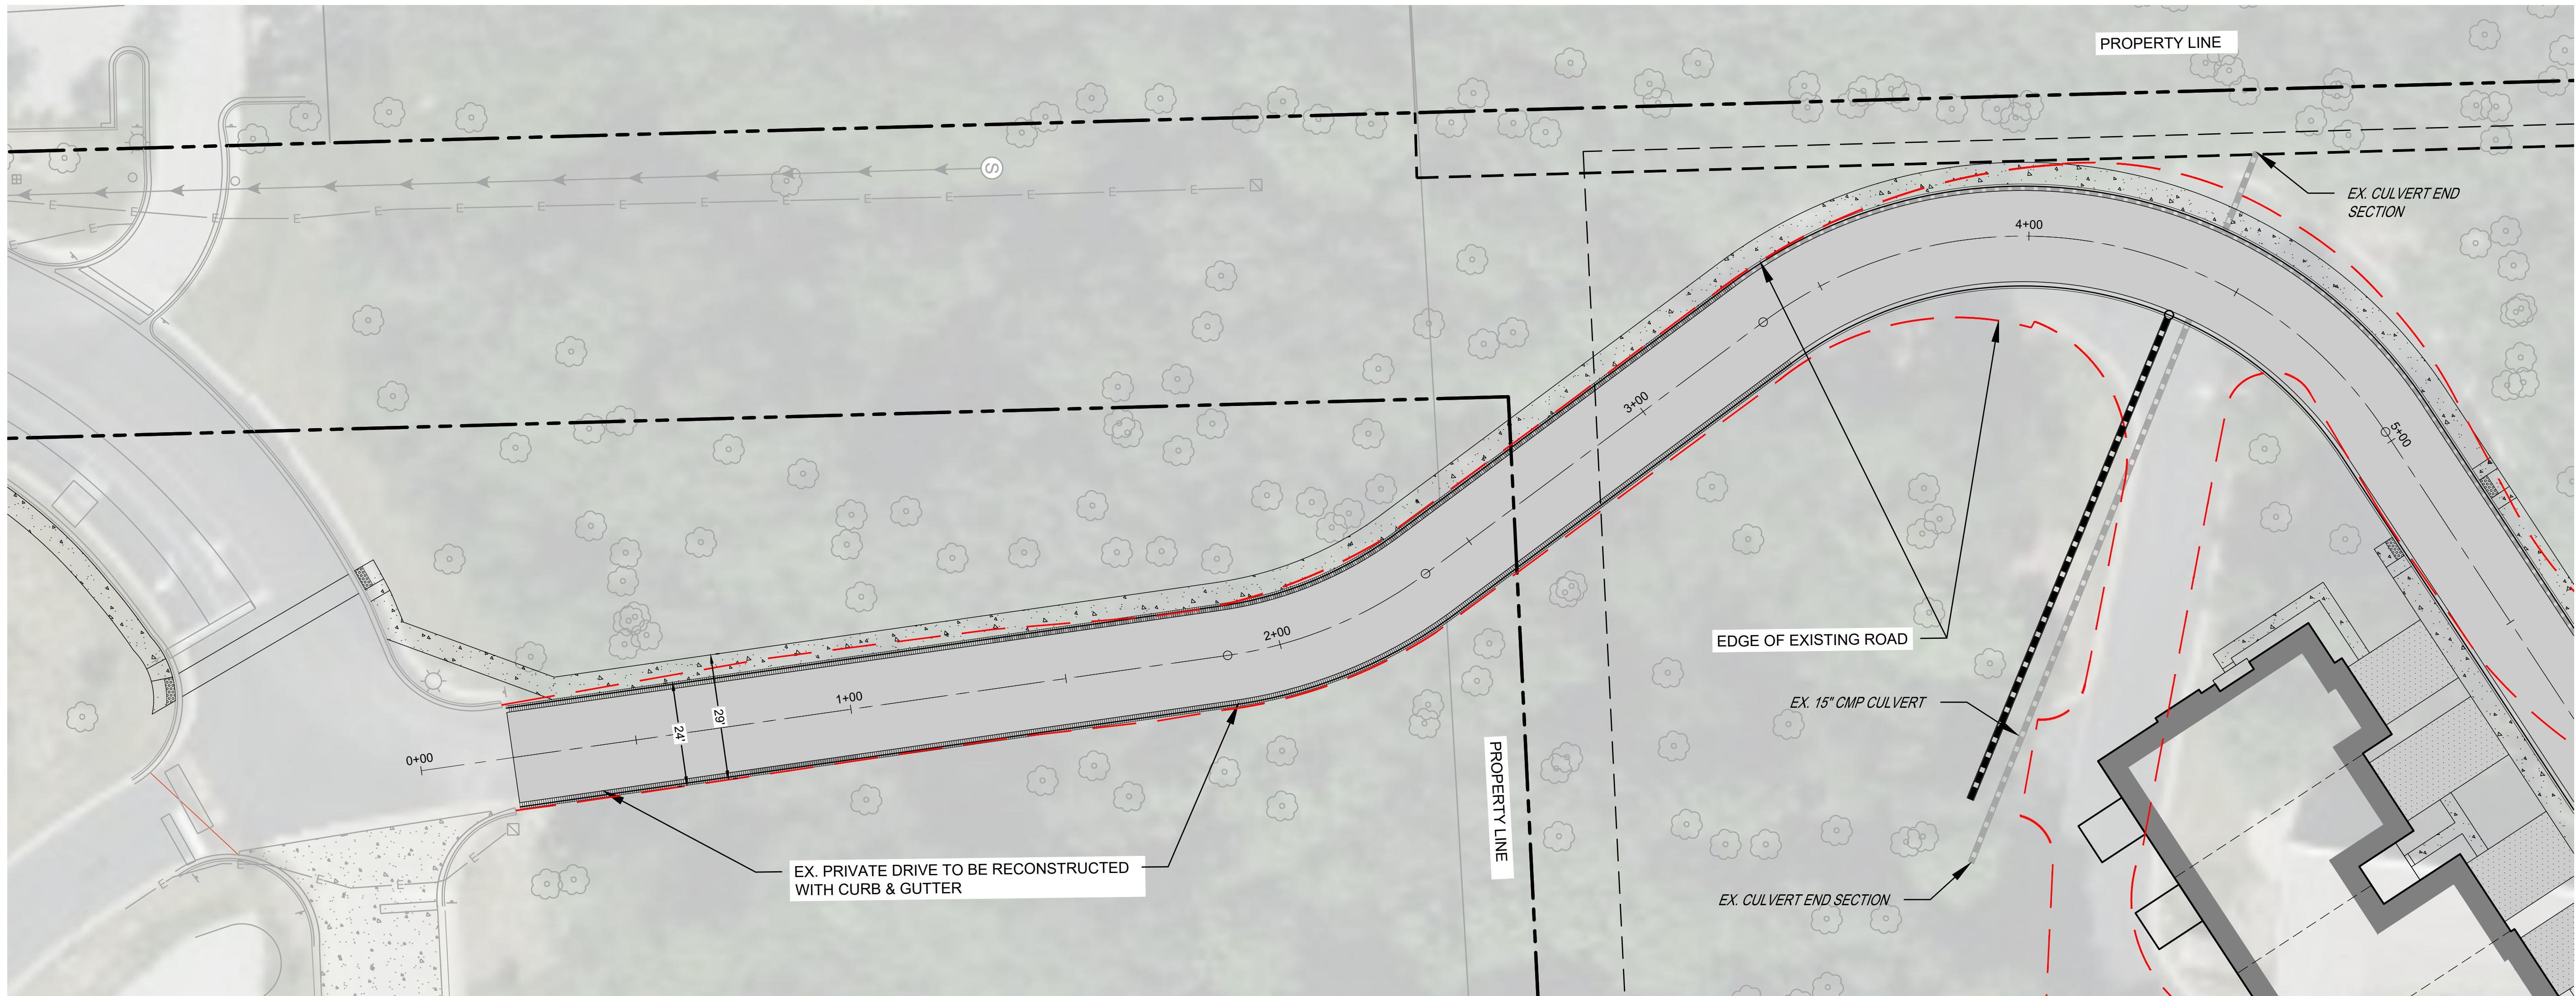 PROPERTY LINE
EX. CULVERT END
SECTION
S
E E E E E E E E E E E E E E E
E
4+00
3+00
5+00
2+00
1+00
0+00
24'
29'
EDGE OF EXISTING ROAD
EX. 15" CMP CULVERT
PROPERTY LINE
EX. PRIVATE DRIVE TO BE RECONSTRUCTED
WITH CURB & GUTTER
EX. CULVERT END SECTION
E E E